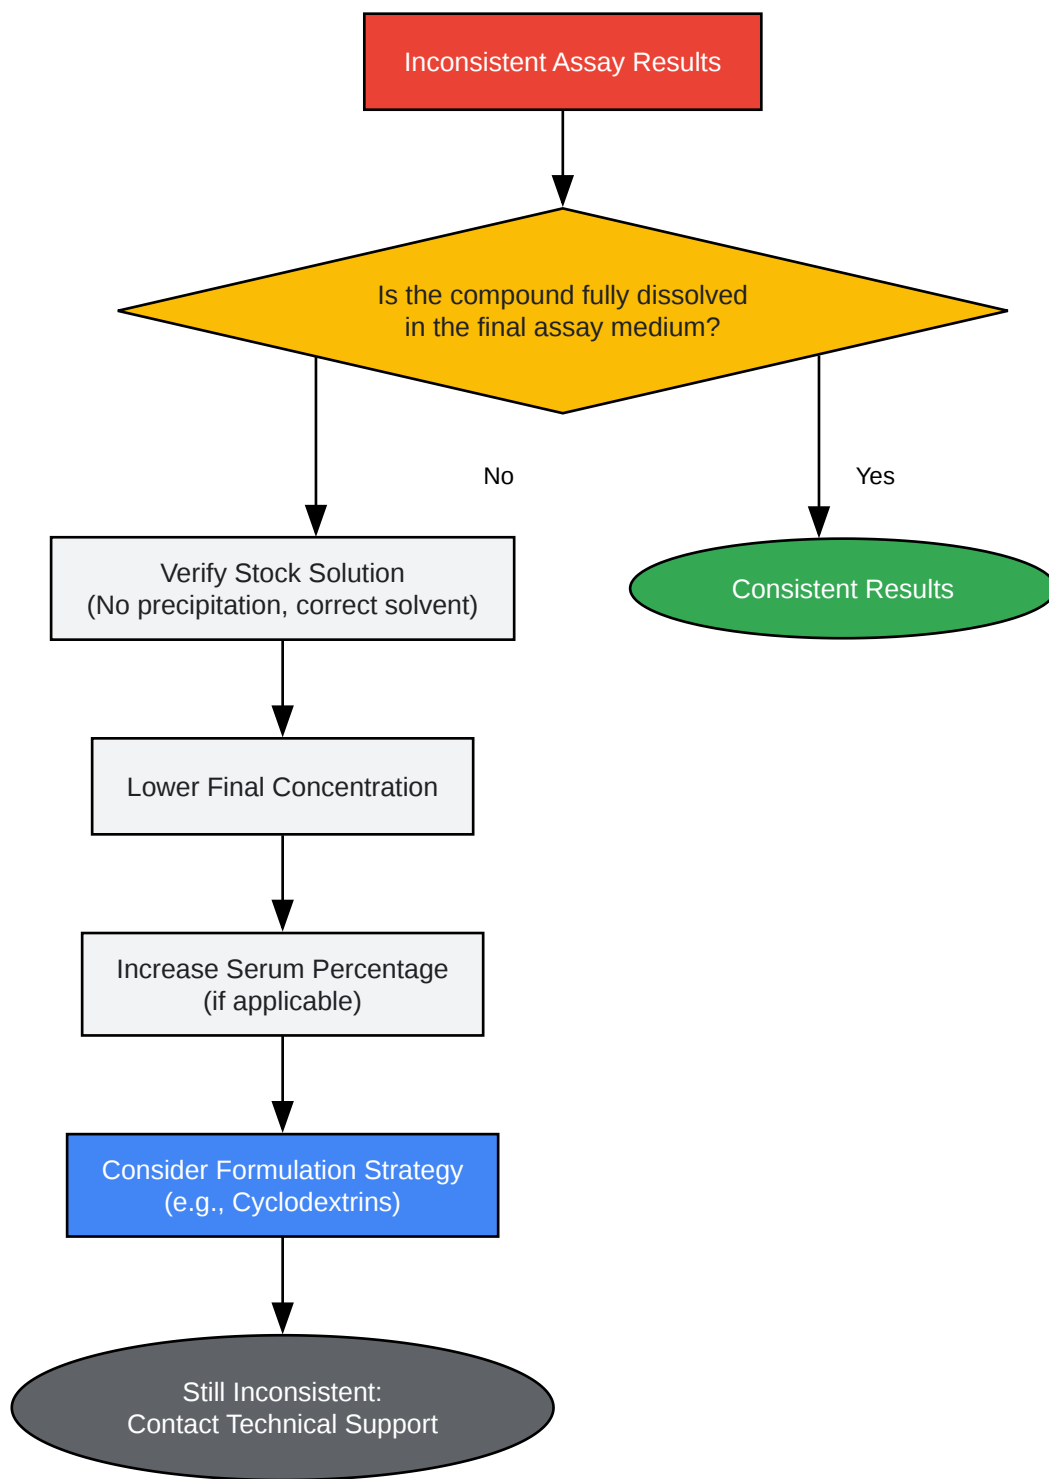 Inconsistent Assay Results
Is the compound fully dissolved
in the final assay medium?
No
Yes
Verify Stock Solution
(No precipitation, correct solvent)
Consistent Results
Lower Final Concentration
Increase Serum Percentage
(if applicable)
Consider Formulation Strategy
(e.g., Cyclodextrins)
Still Inconsistent:
Contact Technical Support